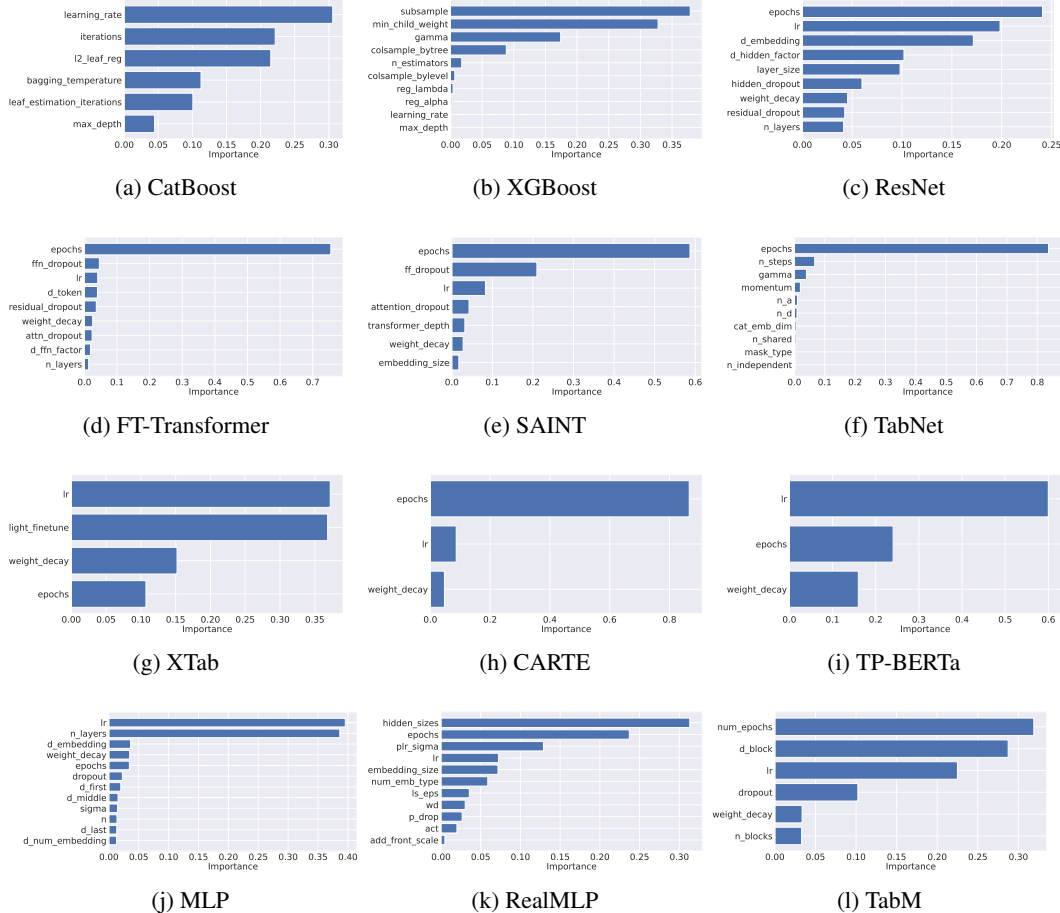 learning_rate
iterations
l2_leaf_reg
bagging_temperature
leaf_estimation_iterations
max_depth
0.00 0.05 0.10 0.15 0.20 0.25 0.30
Importance
(a) CatBoost
subsample
min_child_weight
gamma
colsample_bytree
n_estimators
colsample_bylevel
reg_lambda
reg_alpha
learning_rate
max_depth
0.00 0.05 0.10 0.15 0.20 0.25 0.30 0.35
Importance
(b) XGBoost
epochs
lr
d_embedding
d_hidden_factor
layer_size
hidden_dropout
weight_decay
residual_dropout
n_layers
0.00 0.05 0.10 0.15 0.20 0.25
Importance
(c) ResNet
epochs
ffn_dropout
lr
d_token
residual_dropout
weight_decay
attn_dropout
d_ffn_factor
n_layers
0.0 0.1 0.2 0.3 0.4 0.5 0.6 0.7
Importance
(d) FT-Transformer
epochs
ff_dropout
lr
attention_dropout
transformer_depth
weight_decay
embedding_size
0.0 0.1 0.2 0.3 0.4 0.5 0.6
Importance
(e) SAINT
epochs
n_steps
gamma
momentum
n_a
n_d
cat_emb_dim
n_shared
mask_type
n_independent
0.0 0.1 0.2 0.3 0.4 0.5 0.6 0.7 0.8
Importance
(f) TabNet
lr
light_finetune
weight_decay
epochs
0.00 0.05 0.10 0.15 0.20 0.25 0.30 0.35
Importance
(g) XTab
epochs
lr
weight_decay
0.0 0.2 0.4 0.6 0.8
Importance
(h) CARTE
lr
epochs
weight_decay
0.0 0.1 0.2 0.3 0.4 0.5 0.6
Importance
(i) TP-BERTa
lr
n_layers
d_embedding
weight_decay
epochs
dropout
d_first
d_middle
sigma
n
d_last
d_num_embedding
0.00 0.05 0.10 0.15 0.20 0.25 0.30 0.35 0.40
Importance
(j) MLP
hidden_sizes
epochs
plr_sigma
lr
embedding_size
num_emb_type
ls_eps
wd
p_drop
act
add_front_scale
0.00 0.05 0.10 0.15 0.20 0.25 0.30
Importance
(k) RealMLP
num_epochs
d_block
lr
dropout
weight_decay
n_blocks
0.00 0.05 0.10 0.15 0.20 0.25 0.30
Importance
(l) TabM